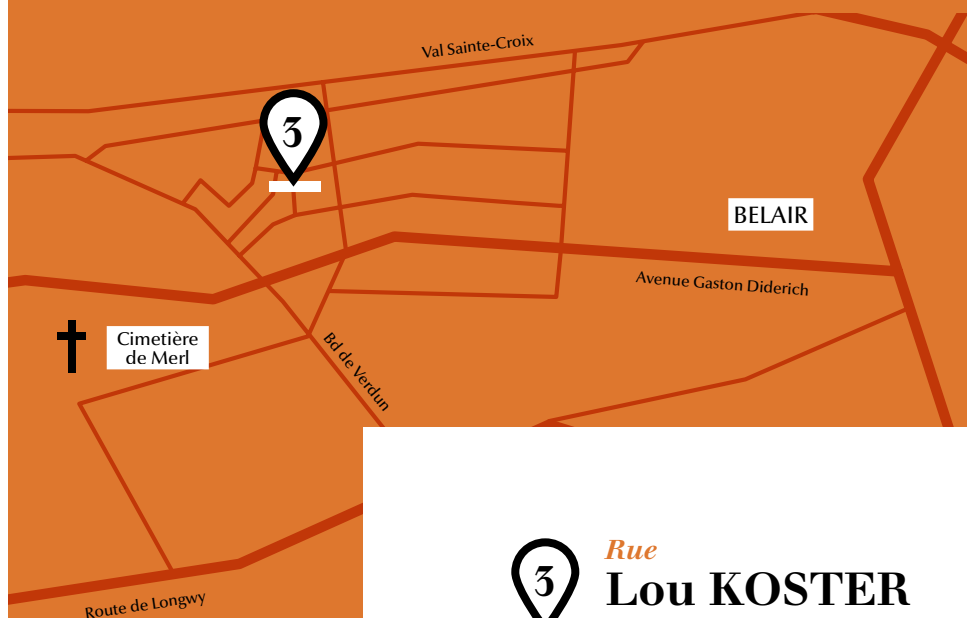 Val Sainte-Croix
3
BELAIR
Avenue Gaston Diderich
Cimetière
de Merl
Bd de Verdun
Route de Longwy
3
Rue
Lou KOSTER